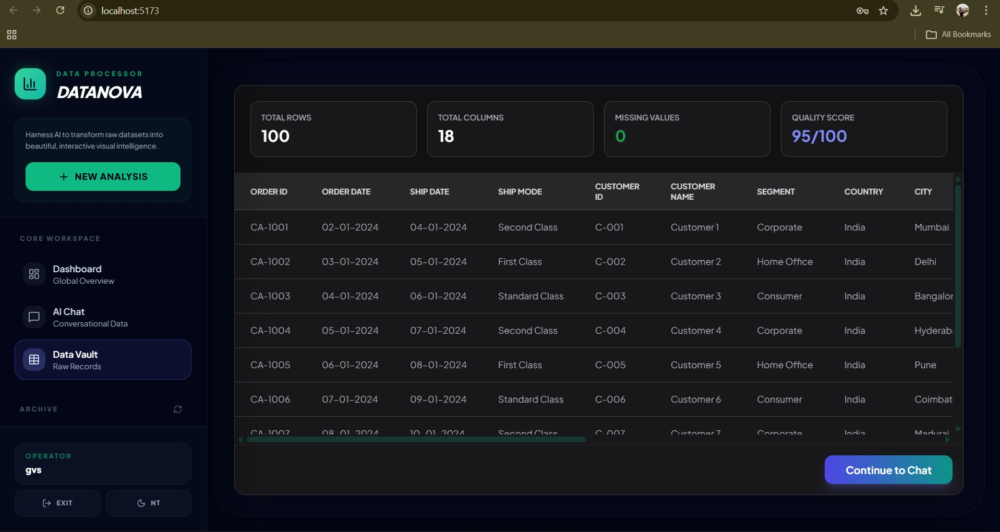 localhost:5173
All Bookmarks
DATA PROCESSOR
DATANOVA
Harness AI to transform raw datasets into
beautiful, interactive visual intelligence.
+ NEW ANALYSIS
CORE WORKSPACE
Dashboard
Global Overview
AI Chat
Conversational Data
Data Vault
Raw Records
ARCHIVE
OPERATOR
gvs
EXIT
NT
TOTAL ROWS
100
TOTAL COLUMNS
18
MISSING VALUES
0
QUALITY SCORE
95/100
ORDER ID ORDER DATE SHIP DATE SHIP MODE CUSTOMER ID CUSTOMER NAME SEGMENT COUNTRY CITY
CA-1001 02-01-2024 04-01-2024 Second Class C-001 Customer 1 Corporate India Mumbai
CA-1002 03-01-2024 05-01-2024 First Class C-002 Customer 2 Home Office India Delhi
CA-1003 04-01-2024 06-01-2024 Standard Class C-003 Customer 3 Consumer India Bangalor
CA-1004 05-01-2024 07-01-2024 Second Class C-004 Customer 4 Corporate India Hyderab
CA-1005 06-01-2024 08-01-2024 First Class C-005 Customer 5 Home Office India Pune
CA-1006 07-01-2024 09-01-2024 Standard Class C-006 Customer 6 Consumer India Coimbat
CA-1007 08-01-2024 10-01-2024 Second Class C-007 Customer 7 Corporate India Madurai
Continue to Chat